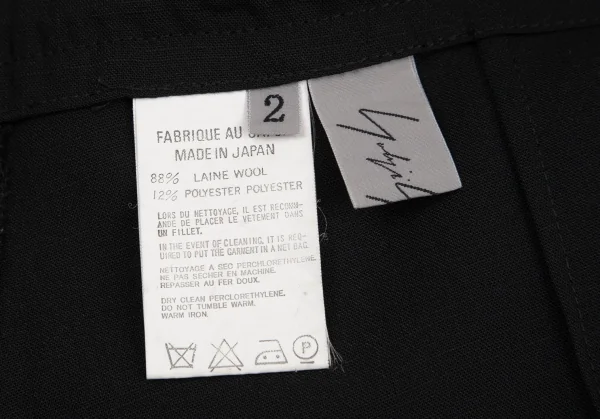 2
FABRIQUE AU
MADE IN JAPAN
88% LAINE WOOL
12% POLYESTER POLYESTER
LORS DU NETTOYAGE, IL EST RECOMM-
ANDE DE PLACER LE VETEMENT DANS
UN FILLET.
IN THE EVENT OF CLEANING, IT IS REQ-
UIRED TO PUT THE GARMENT IN A NET BAG.
NETTOYAGE A SEC PERCHLORETHYLENE.
NE PAS SECHER EN MACHINE.
REPASSER AU FER DOUX.
DRY CLEAN PERCLORETHYLENE.
DO NOT TUMBLE WARM.
WARM IRON.
P